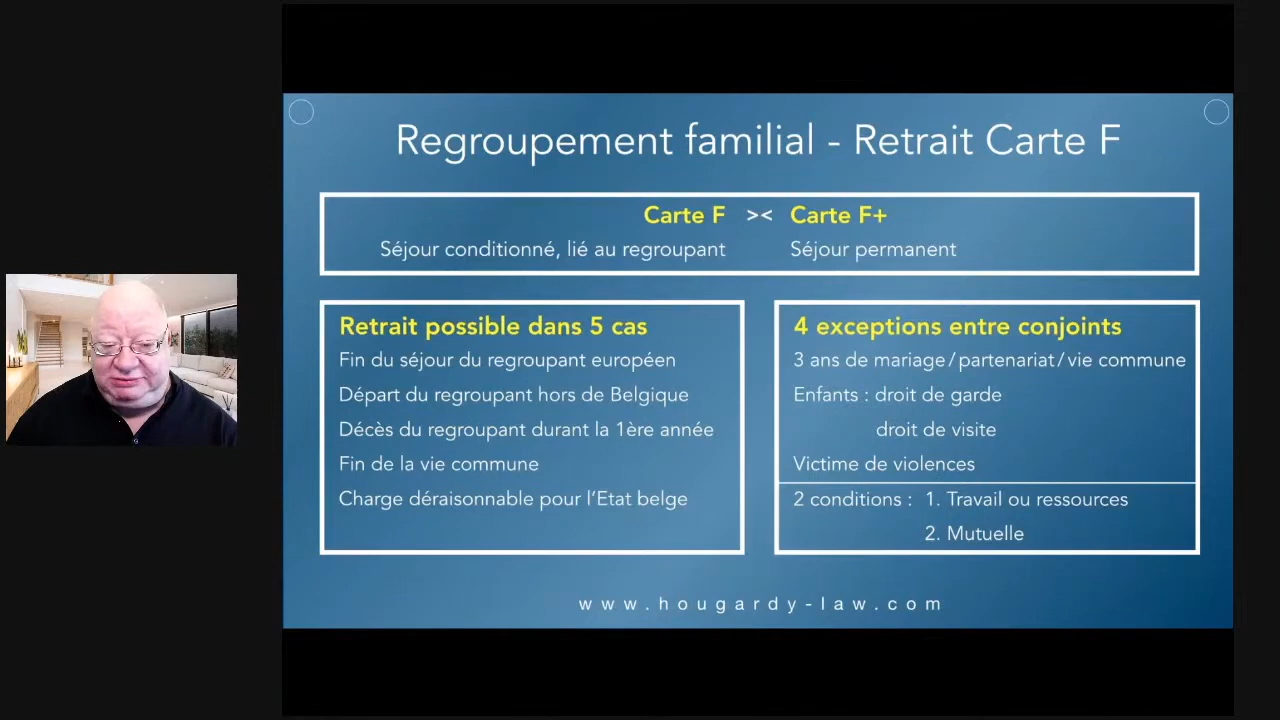 Regroupement familial - Retrait Carte F
Carte F >< Carte F+
Séjour conditionné, lié au regroupant Séjour permanent
Retrait possible dans 5 cas
Fin du séjour du regroupant européen
Départ du regroupant hors de Belgique
Décès du regroupant durant la 1ère année
Fin de la vie commune
Charge déraisonnable pour l'Etat belge
4 exceptions entre conjoints
3 ans de mariage / partenariat / vie commune
Enfants : droit de garde
droit de visite
Victime de violences
2 conditions : 1. Travail ou ressources
2. Mutuelle
www.hougardy-law.com